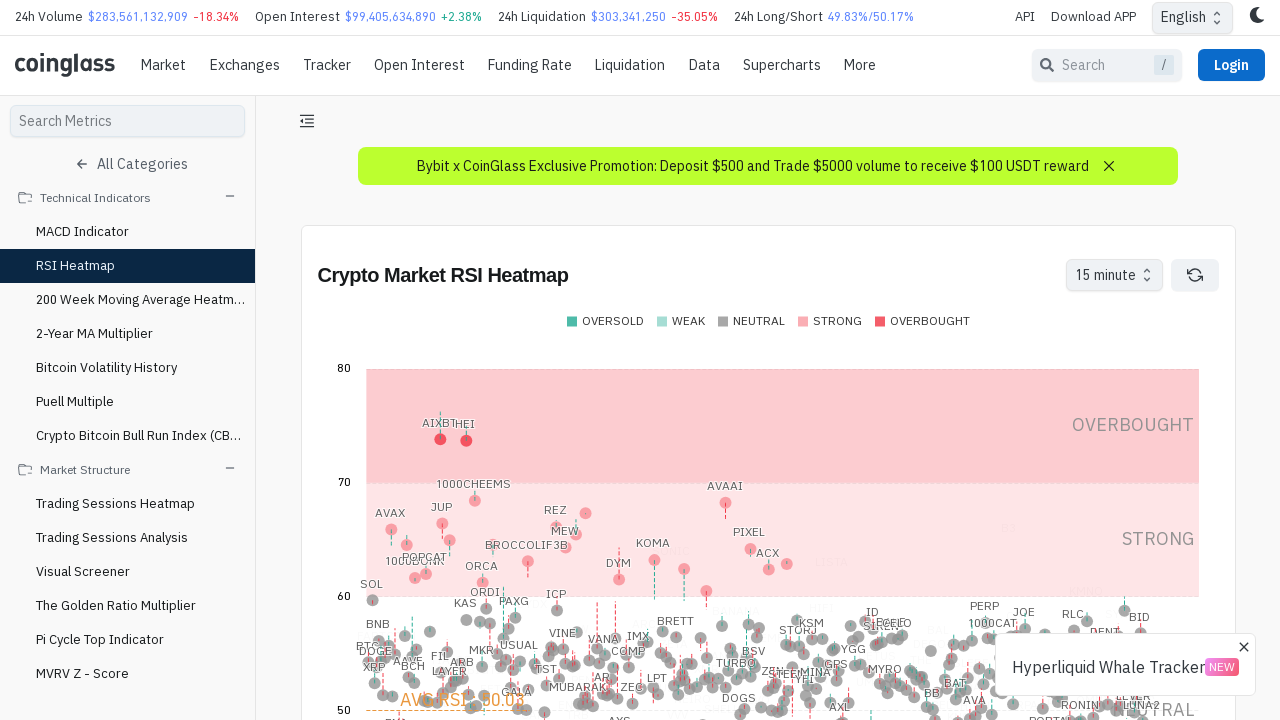 24h Volume $283,561,132,909 -18.34% Open Interest $99,405,634,890 +2.38% 24h Liquidation $303,341,250 -35.05% 24h Long/Short 49.83%/50.17% API Download APP English
coinglass Market Exchanges Tracker Open Interest Funding Rate Liquidation Data Supercharts More Search / Login
Search Metrics
All Categories
Technical Indicators
MACD Indicator
RSI Heatmap
200 Week Moving Average Heatm...
2-Year MA Multiplier
Bitcoin Volatility History
Puell Multiple
Crypto Bitcoin Bull Run Index (CB...
Market Structure
Trading Sessions Heatmap
Trading Sessions Analysis
Visual Screener
The Golden Ratio Multiplier
Pi Cycle Top Indicator
MVRV Z - Score
Bybit x CoinGlass Exclusive Promotion: Deposit $500 and Trade $5000 volume to receive $100 USDT reward
Crypto Market RSI Heatmap
15 minute
OVERSOLD WEAK NEUTRAL STRONG OVERBOUGHT
80
OVERBOUGHT
AIXBT HEI
70
1000CHEEMS
AVAAI
AVAX JUP REZ
MEW PIXEL
STRONG
BROCCOLIF3B KOMA
POPCAT ACX
ORCA DYM
SOL
60
ORDI ICP
KAS PAXG
PERP JOE RLC BID
ID
BNB BRETT KSM 1000CAT
VINE VANA IMX STORJ DENT
DOGE FIL MKR USUAL COMP BSV YGG
XRP BCH ARB TST TURBO GPS MYRO
LAYER AR LPT
GALA MUBARAK ZEC DOGS AXL BB BAT AVA
LEVER
RONIN LUNA2
50
Hyperliquid Whale Tracker NEW